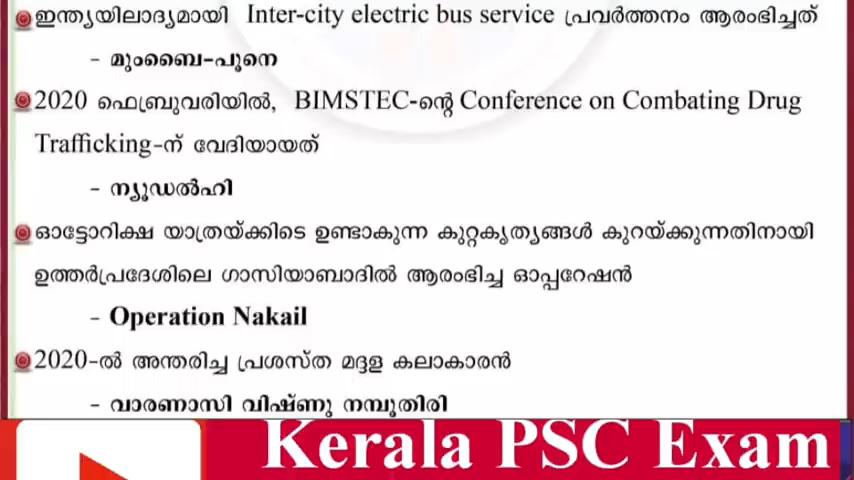 ഇന്ത്യയിലാദ്യമായി Inter-city electric bus service പ്രവർത്തനം ആരംഭിച്ചത്
- മുംബൈ-പൂനെ
2020 ഫെബ്രുവരിയിൽ, BIMSTEC-ന്റെ Conference on Combating Drug
Trafficking-ന് വേദിയായത്
- ന്യൂഡൽഹി
ഓട്ടോറിക്ഷ യാത്രയ്ക്കിടെ ഉണ്ടാകുന്ന കുറ്റകൃത്യങ്ങൾ കുറയ്ക്കുന്നതിനായി
ഉത്തർപ്രദേശിലെ ഗാസിയാബാദിൽ ആരംഭിച്ച ഓപ്പറേഷൻ
- Operation Nakail
2020-ൽ അന്തരിച്ച പ്രശസ്ത മദ്ദള കലാകാരൻ
- വാരണാസി വിഷ്ണു നമ്പൂതിരി
Kerala PSC Exam